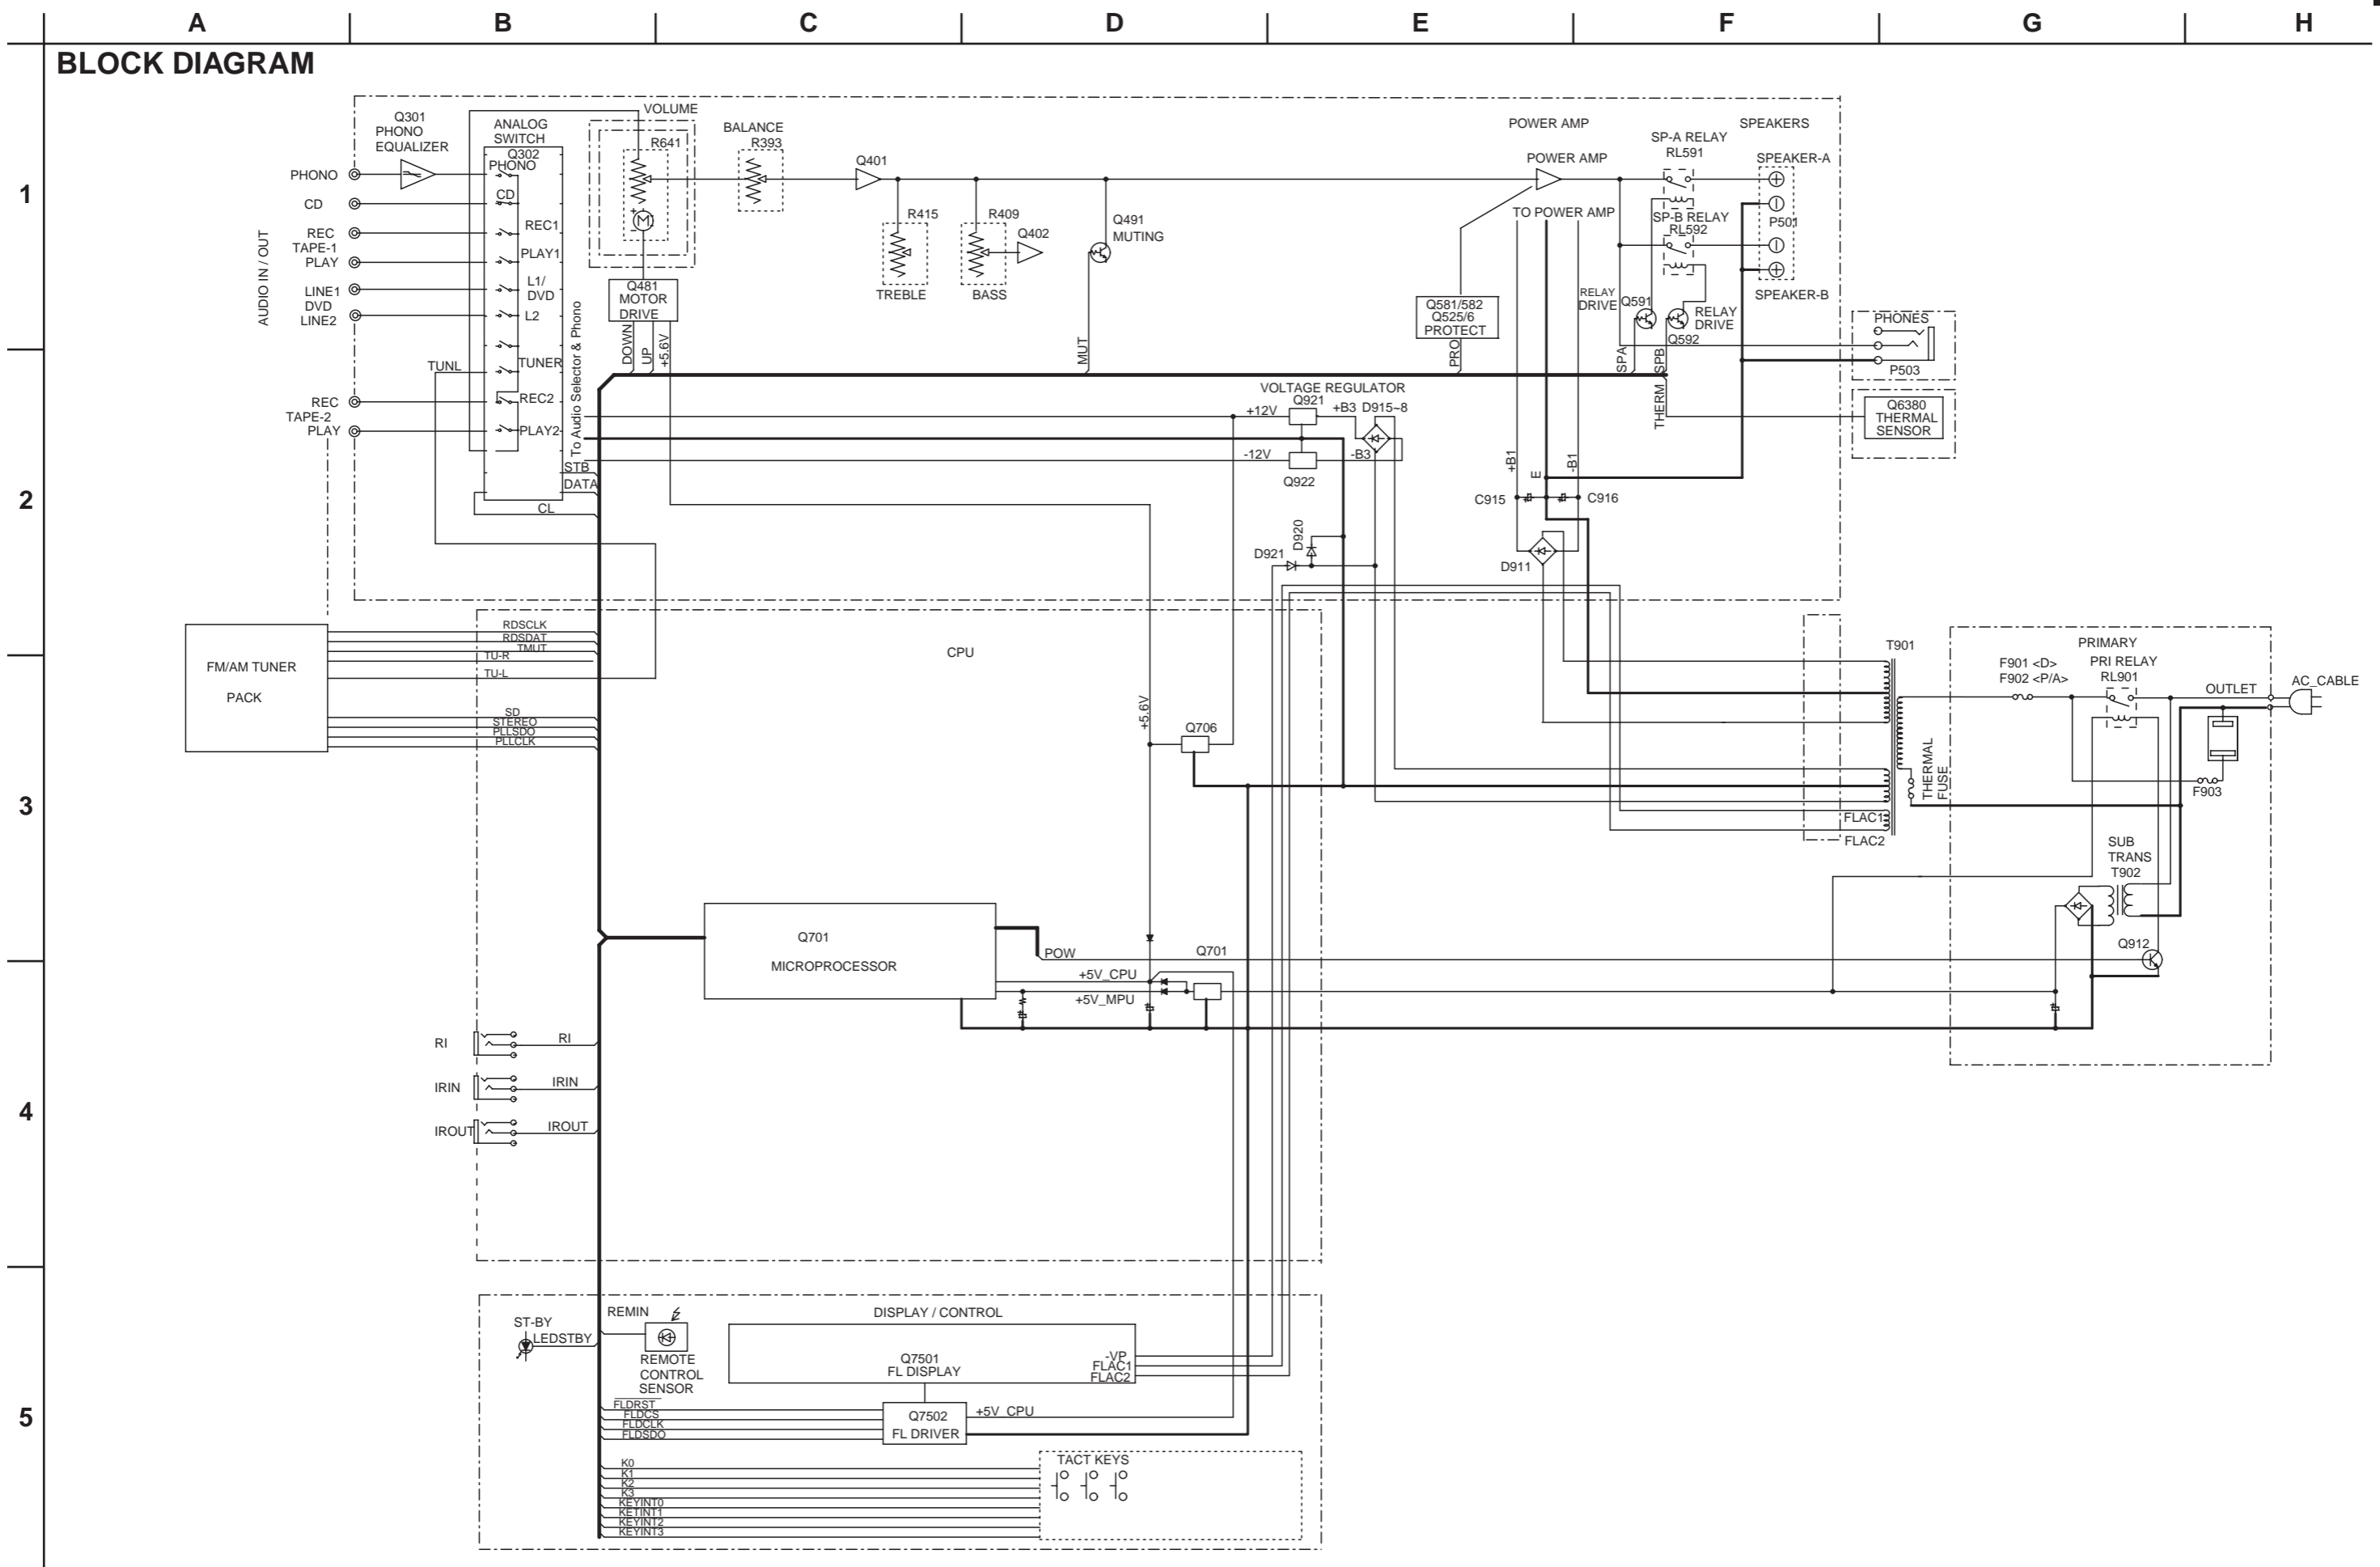 A B C D E F G H
BLOCK DIAGRAM
1
2
3
4
5
Q301
PHONO
EQUALIZER
ANALOG
SWITCH
Q302
PHONO
CD
REC1
PLAY1
L1/
DVD
L2
TUNER
REC2
PLAY2
AUDIO IN / OUT
PHONO
CD
REC
TAPE-1
PLAY
LINE1
DVD
LINE2
TUNL
REC
TAPE-2
PLAY
To Audio Selector & Phono
STB
DATA
CL
VOLUME
R641
M
+
-
Q481
MOTOR
DRIVE
DOWN
UP
+5.6V
BALANCE
R393
Q401
R415
TREBLE
R409
BASS
Q402
Q491
MUTING
MUT
POWER AMP
POWER AMP
TO POWER AMP
Q581/582
Q525/6
PROTECT
PRO
SP-A RELAY
RL591
SP-B RELAY
RL592
SPEAKERS
SPEAKER-A
P501
SPEAKER-B
RELAY
DRIVE
Q591
RELAY
DRIVE
Q592
SPA
SPB
THERM
PHONES
P503
Q6380
THERMAL
SENSOR
VOLTAGE REGULATOR
Q921
+12V
+B3
D915~8
-12V
-B3
Q922
+B1
E
-B1
C915
C916
D920
D921
D911
FM/AM TUNER
PACK
RDSCLK
RDSDAT
TMUT
TU-R
TU-L
SD
STEREO
PLLSDO
PLLCLK
CPU
+5.6V
Q706
T901
FLAC1
FLAC2
THERMAL
FUSE
PRIMARY
F901 <D>
F902 <P/A>
PRI RELAY
RL901
OUTLET
AC_CABLE
F903
SUB
TRANS
T902
Q912
Q701
MICROPROCESSOR
POW
Q701
+5V_CPU
+5V_MPU
RI
RI
IRIN
IRIN
IROUT
IROUT
ST-BY
LEDSTBY
REMIN
REMOTE
CONTROL
SENSOR
DISPLAY / CONTROL
Q7501
FL DISPLAY
-VP
FLAC1
FLAC2
FLDRST
FLDCS
FLDCLK
FLDSDO
Q7502
FL DRIVER
+5V_CPU
K0
K1
K2
K3
KEYINT0
KETINT1
KEYINT2
KEYINT3
TACT KEYS